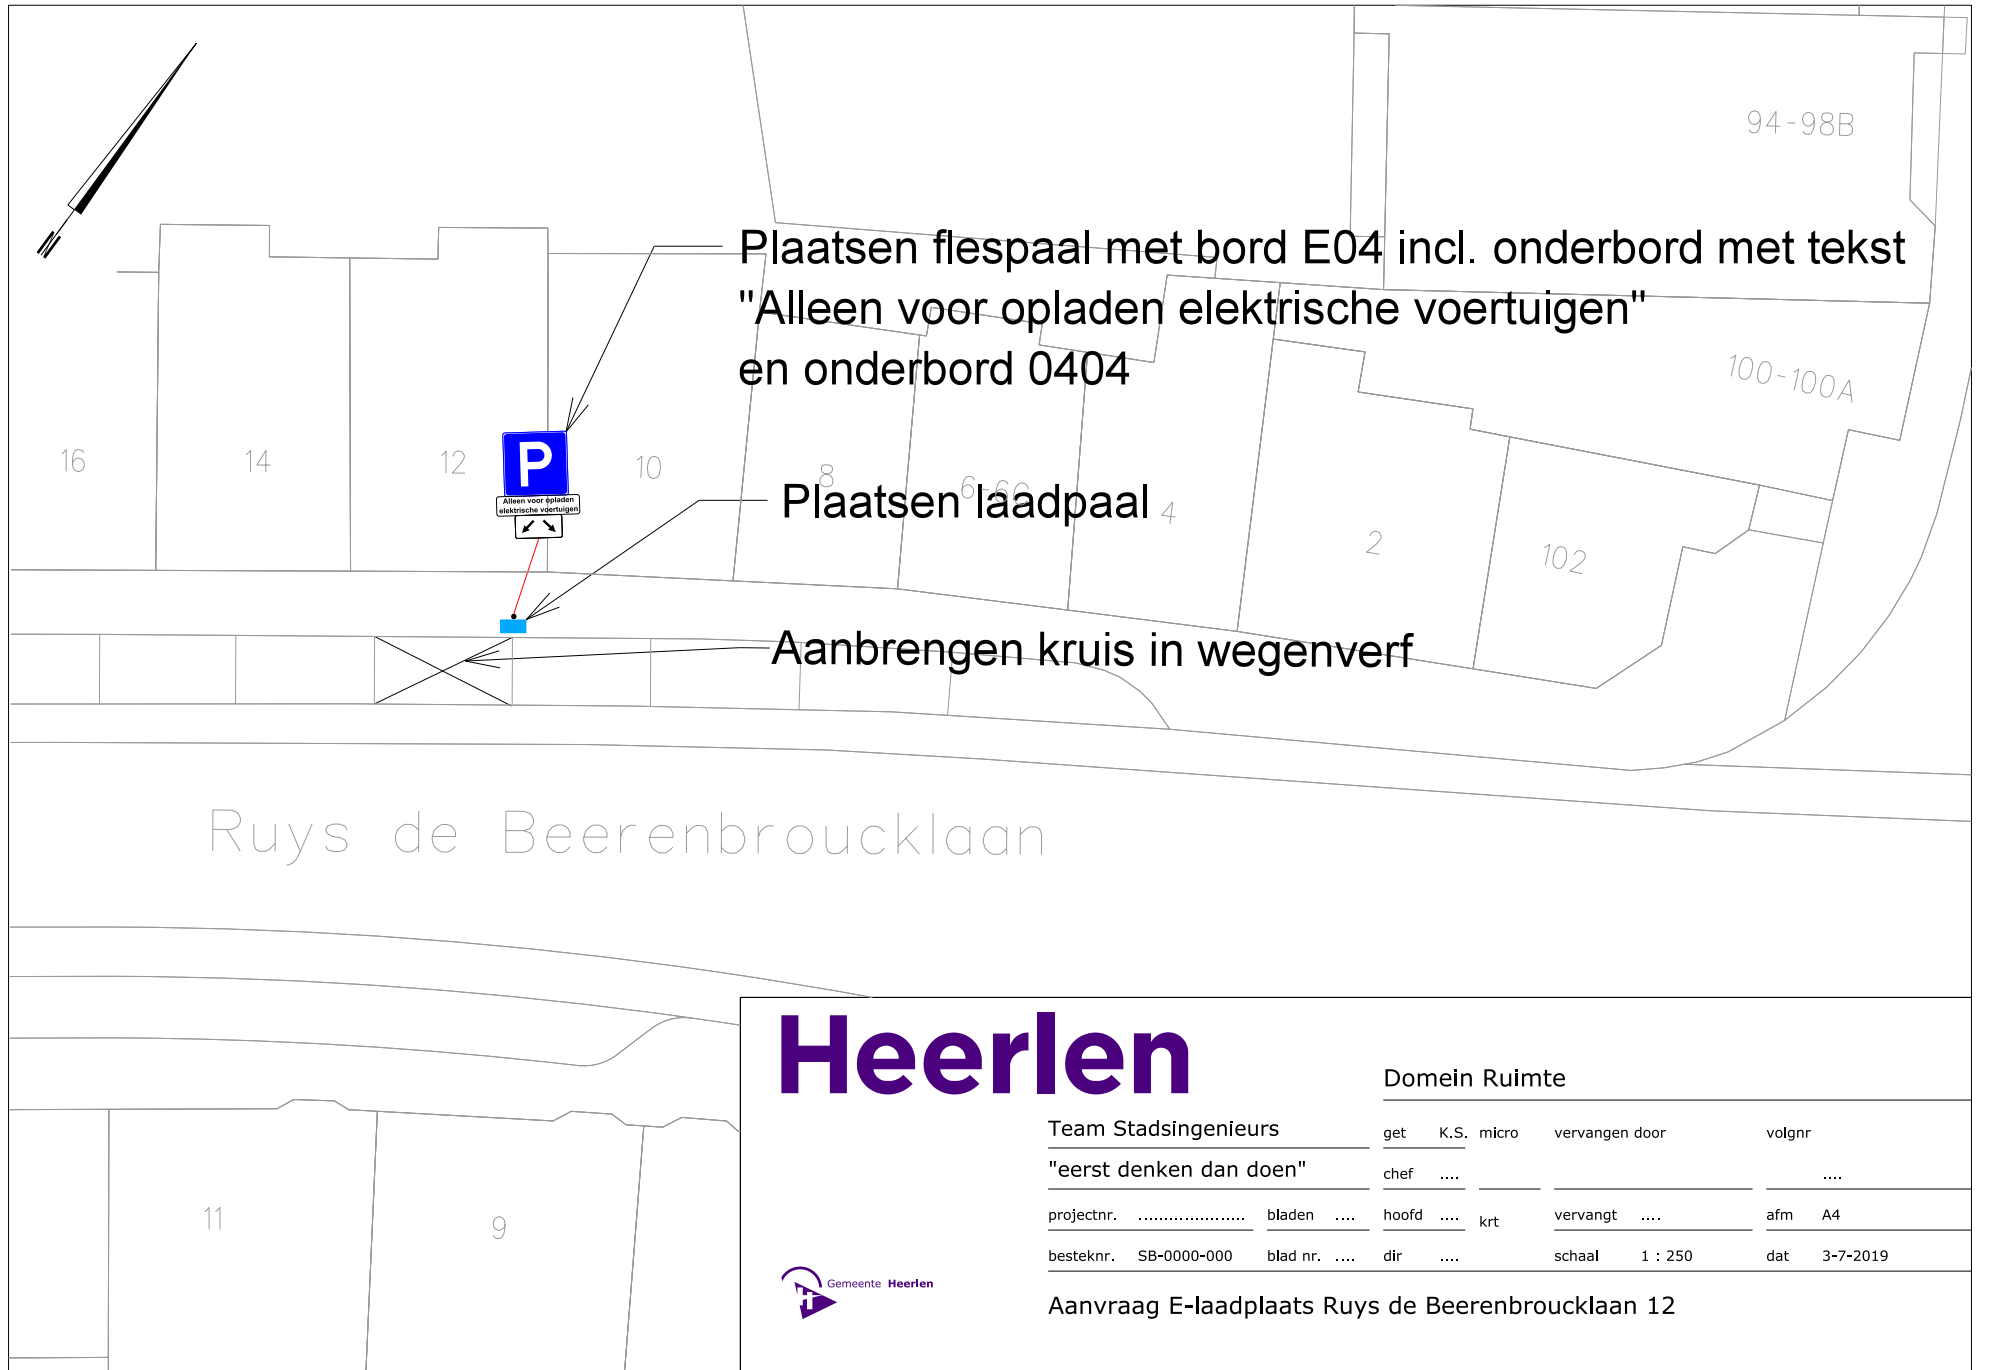 94-98B
Plaatsen flespaal met bord E04 incl. onderbord met tekst
"Alleen voor opladen elektrische voertuigen"
en onderbord 0404
100-100A
16
14
12
P
Alleen voor opladen
elektrische voertuigen
10
8
6-6C
Plaatsen laadpaal
4
2
102
Aanbrengen kruis in wegenverf
Ruys de Beerenbroucklaan
11
9
Heerlen
Domein Ruimte
Team Stadsingenieurs
get K.S. micro vervangen door volgnr
"eerst denken dan doen"
chef .... ....
projectnr. .................... bladen .... hoofd .... krt vervangt .... afm A4
besteknr. SB-0000-000 blad nr. .... dir .... schaal 1 : 250 dat 3-7-2019
Gemeente Heerlen
Aanvraag E-laadplaats Ruys de Beerenbroucklaan 12